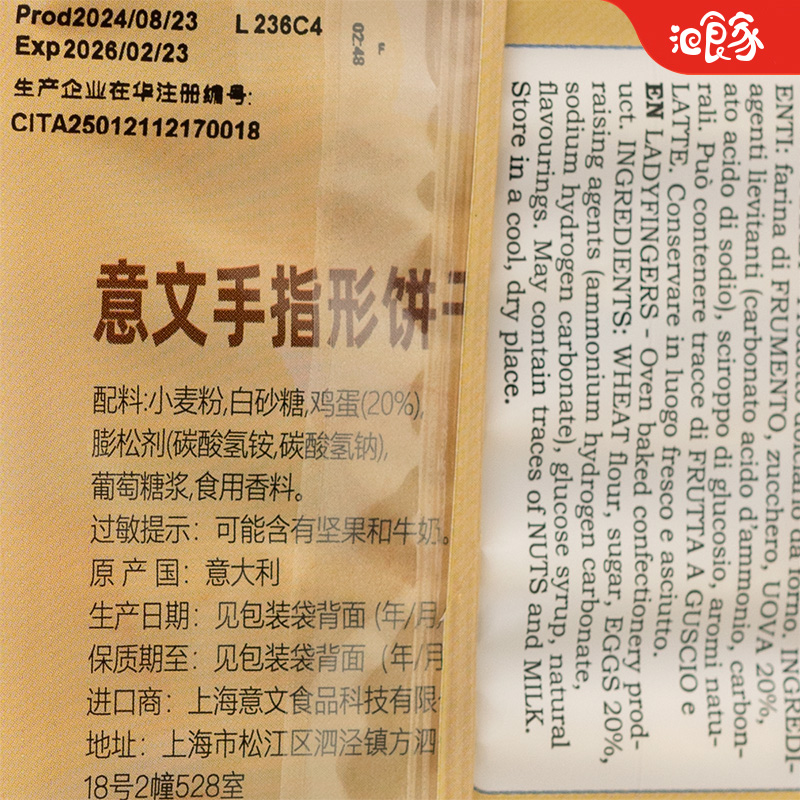 Prod2024/08/23 L 236C4
Exp2026/02/23
02:48
生产企业在华注册编号:
CITA25012112170018
泡食家
意文手指形饼干
配料:小麦粉,白砂糖,鸡蛋(20%),
膨松剂(碳酸氢铵,碳酸氢钠),
葡萄糖浆,食用香料。
过敏提示：可能含有坚果和牛奶。
原产国：意大利
生产日期：见包装袋背面 (年/月/
保质期至：见包装袋背面 (年/月
进口商：上海意文食品科技有限
地址：上海市松江区泗泾镇方泗
18号2幢528室
da forno, INGREDI-
ENTI: farina di FRUMENTO, zucchero, UOVA 20%,
agenti lievitanti (carbonato acido d'ammonio, carbon-
ato acido di sodio), sciroppo di glucosio, aromi natu-
rali. Può contenere tracce di FRUTTA A GUSCIO e
LATTE. Conservare in luogo fresco e asciutto.
EN LADYFINGERS - Oven baked confectionery prod-
uct. INGREDIENTS: WHEAT flour, sugar, EGGS 20%,
raising agents (ammonium hydrogen carbonate,
sodium hydrogen carbonate), glucose syrup, natural
flavourings. May contain traces of NUTS and MILK.
Store in a cool, dry place.